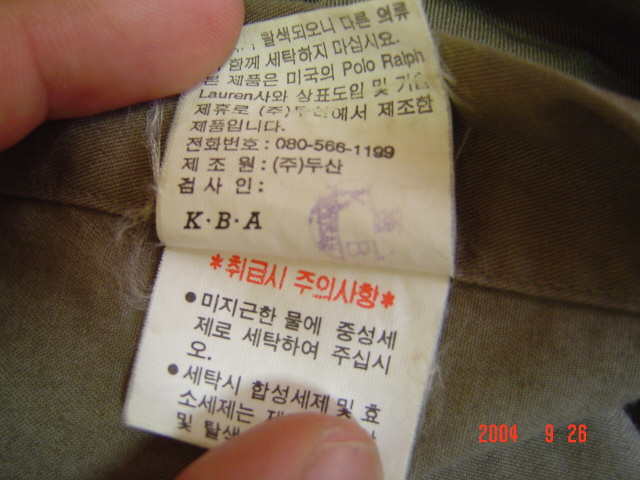 탈색되오니 다른 의류
함께 세탁하지 마십시요.
본 제품은 미국의 Polo Ralph
Lauren사와 상표도입 및 기술
제휴로 (주)두산에서 제조한
제품입니다.
전화번호 : 080-566-1199
제 조 원 : (주)두산
검 사 인 :
K·B·A
*취급시 주의사항*
●미지근한 물에 중성세
제로 세탁하여 주십시
오.
●세탁시 합성세제 및 효
소세제는
및 탈색
2004 9 26